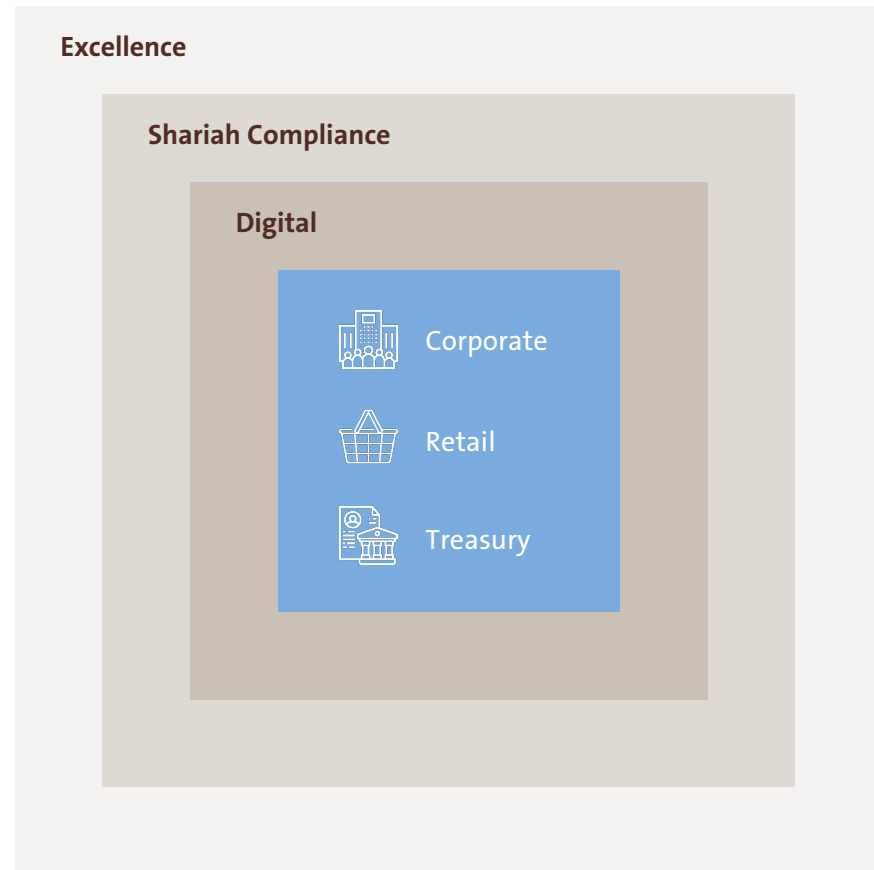 Excellence
Shariah Compliance
Digital
Corporate
Retail
Treasury